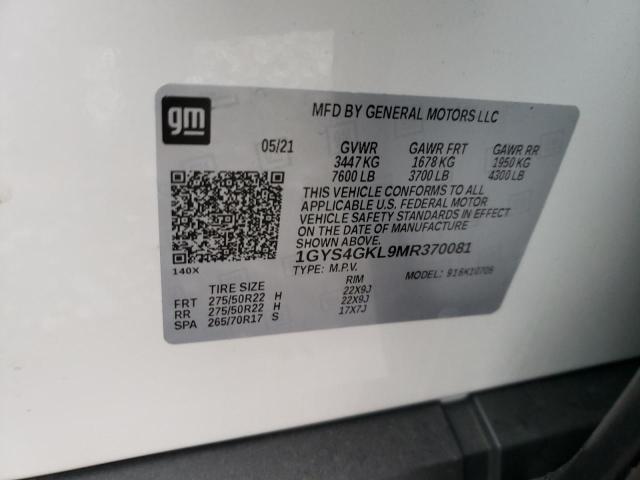 gm
MFD BY GENERAL MOTORS LLC
05/21 GVWR GAWR FRT GAWR RR
3447 KG 1678 KG 1950 KG
7600 LB 3700 LB 4300 LB
THIS VEHICLE CONFORMS TO ALL
APPLICABLE U.S. FEDERAL MOTOR
VEHICLE SAFETY STANDARDS IN EFFECT
ON THE DATE OF MANUFACTURE
SHOWN ABOVE.
140X 1GYS4GKL9MR370081
TYPE: M.P.V. MODEL: 916K10706
TIRE SIZE RIM
FRT 275/50R22 H 22X9J
RR 275/50R22 H 22X9J
SPA 265/70R17 S 17X7J